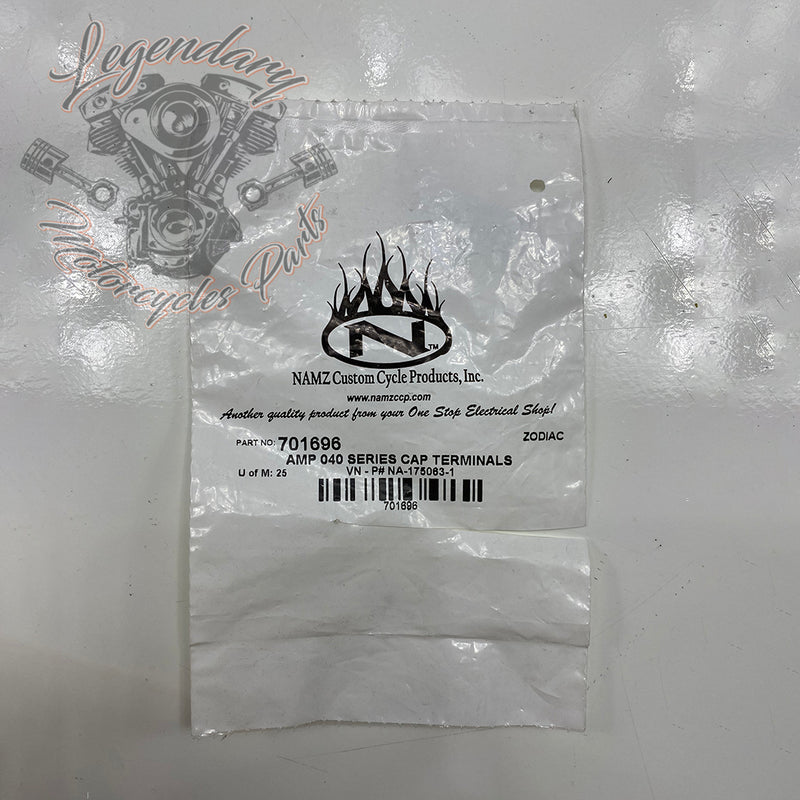 Legendary
Motorcycles Parts
N™
NAMZ Custom Cycle Products, Inc.
www.namzccp.com
Another quality product from your One Stop Electrical Shop!
PART NO: 701696 ZODIAC
AMP 040 SERIES CAP TERMINALS
U of M: 25 VN - P# NA-175063-1
701696